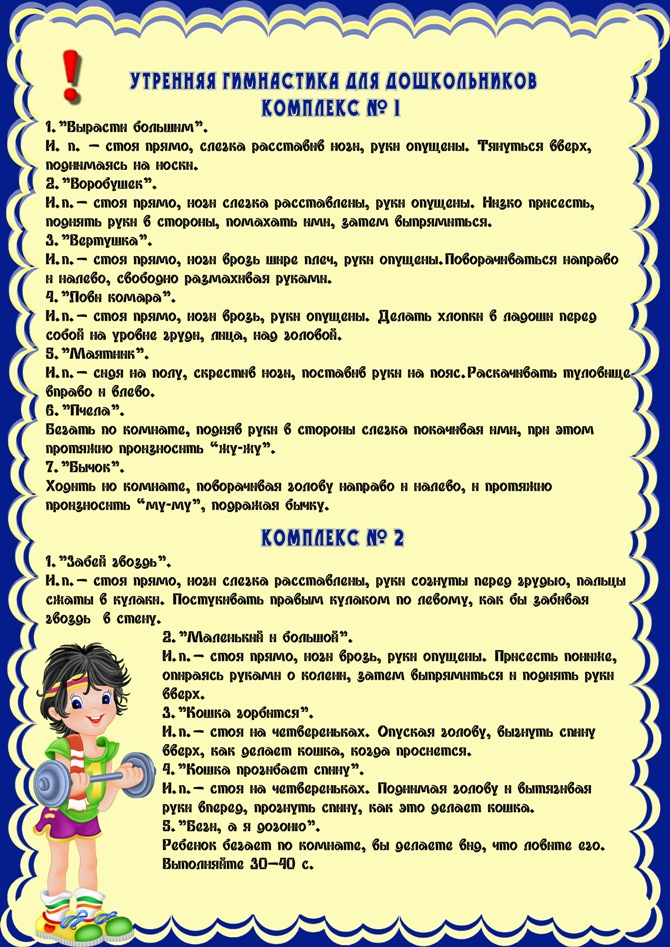 УТРЕННЯЯ ГИМНАСТИКА ДЛЯ ДОШКОЛЬНИКОВ
КОМПЛЕКС № 1
1. "Вырасти большим".
И. п. – стоя прямо, слегка расставив ноги, руки опущены. Тянуться вверх,
поднимаясь на носки.
2. "Воробушек".
И.п. – стоя прямо, ноги слегка расставлены, руки опущены. Низко присесть,
поднять руки в стороны, помахать ими, затем выпрямиться.
3. "Вертушка".
И.п. – стоя прямо, ноги врозь шире плеч, руки опущены.Поворачиваться направо
и налево, свободно размахивая руками.
4. "Лови комара".
И.п. – стоя прямо, ноги врозь, руки опущены. Делать хлопки в ладоши перед
собой на уровне груди, лица, над головой.
5. "Маятник".
И.п. – сидя на полу, скрестив ноги, поставив руки на пояс.Раскачивать туловище
вправо и влево.
6. "Пчела".
Бегать по комнате, подняв руки в стороны слегка покачивая ими, при этом
протяжно произносить "жу-жу".
7. "Бычок".
Ходить но комнате, поворачивая голову направо и налево, и протяжно
произносить "му-му", подражая бычку.
КОМПЛЕКС № 2
1. "Забей гвоздь".
И.п. – стоя прямо, ноги слегка расставлены, руки согнуты перед грудью, пальцы
сжаты в кулаки. Постукивать правым кулаком по левому, как бы забивая
гвоздь в стену.
2. "Маленький и большой".
И.п. – стоя прямо, ноги врозь, руки опущены. Присесть пониже,
опираясь руками о колени, затем выпрямиться и поднять руки
вверх.
3. "Кошка горбится".
И.п. – стоя на четвереньках. Опуская голову, выгнуть спину
вверх, как делает кошка, когда проснется.
4. "Кошка прогибает спину".
И.п. – стоя на четвереньках. Поднимая голову и вытягивая
руки вперед, прогнуть спину, как это делает кошка.
5. "Беги, а я догоню".
Ребенок бегает по комнате, вы делаете вид, что ловите его.
Выполняйте 30–40 с.